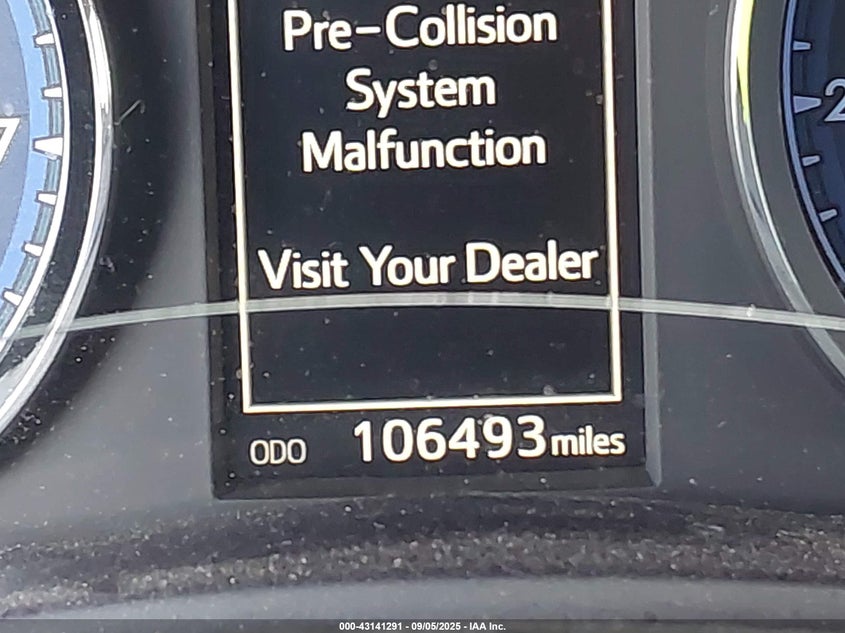 Pre-Collision
System
Malfunction
Visit Your Dealer
ODO 106493 miles
000-43141291 - 09/05/2025 - IAA Inc.